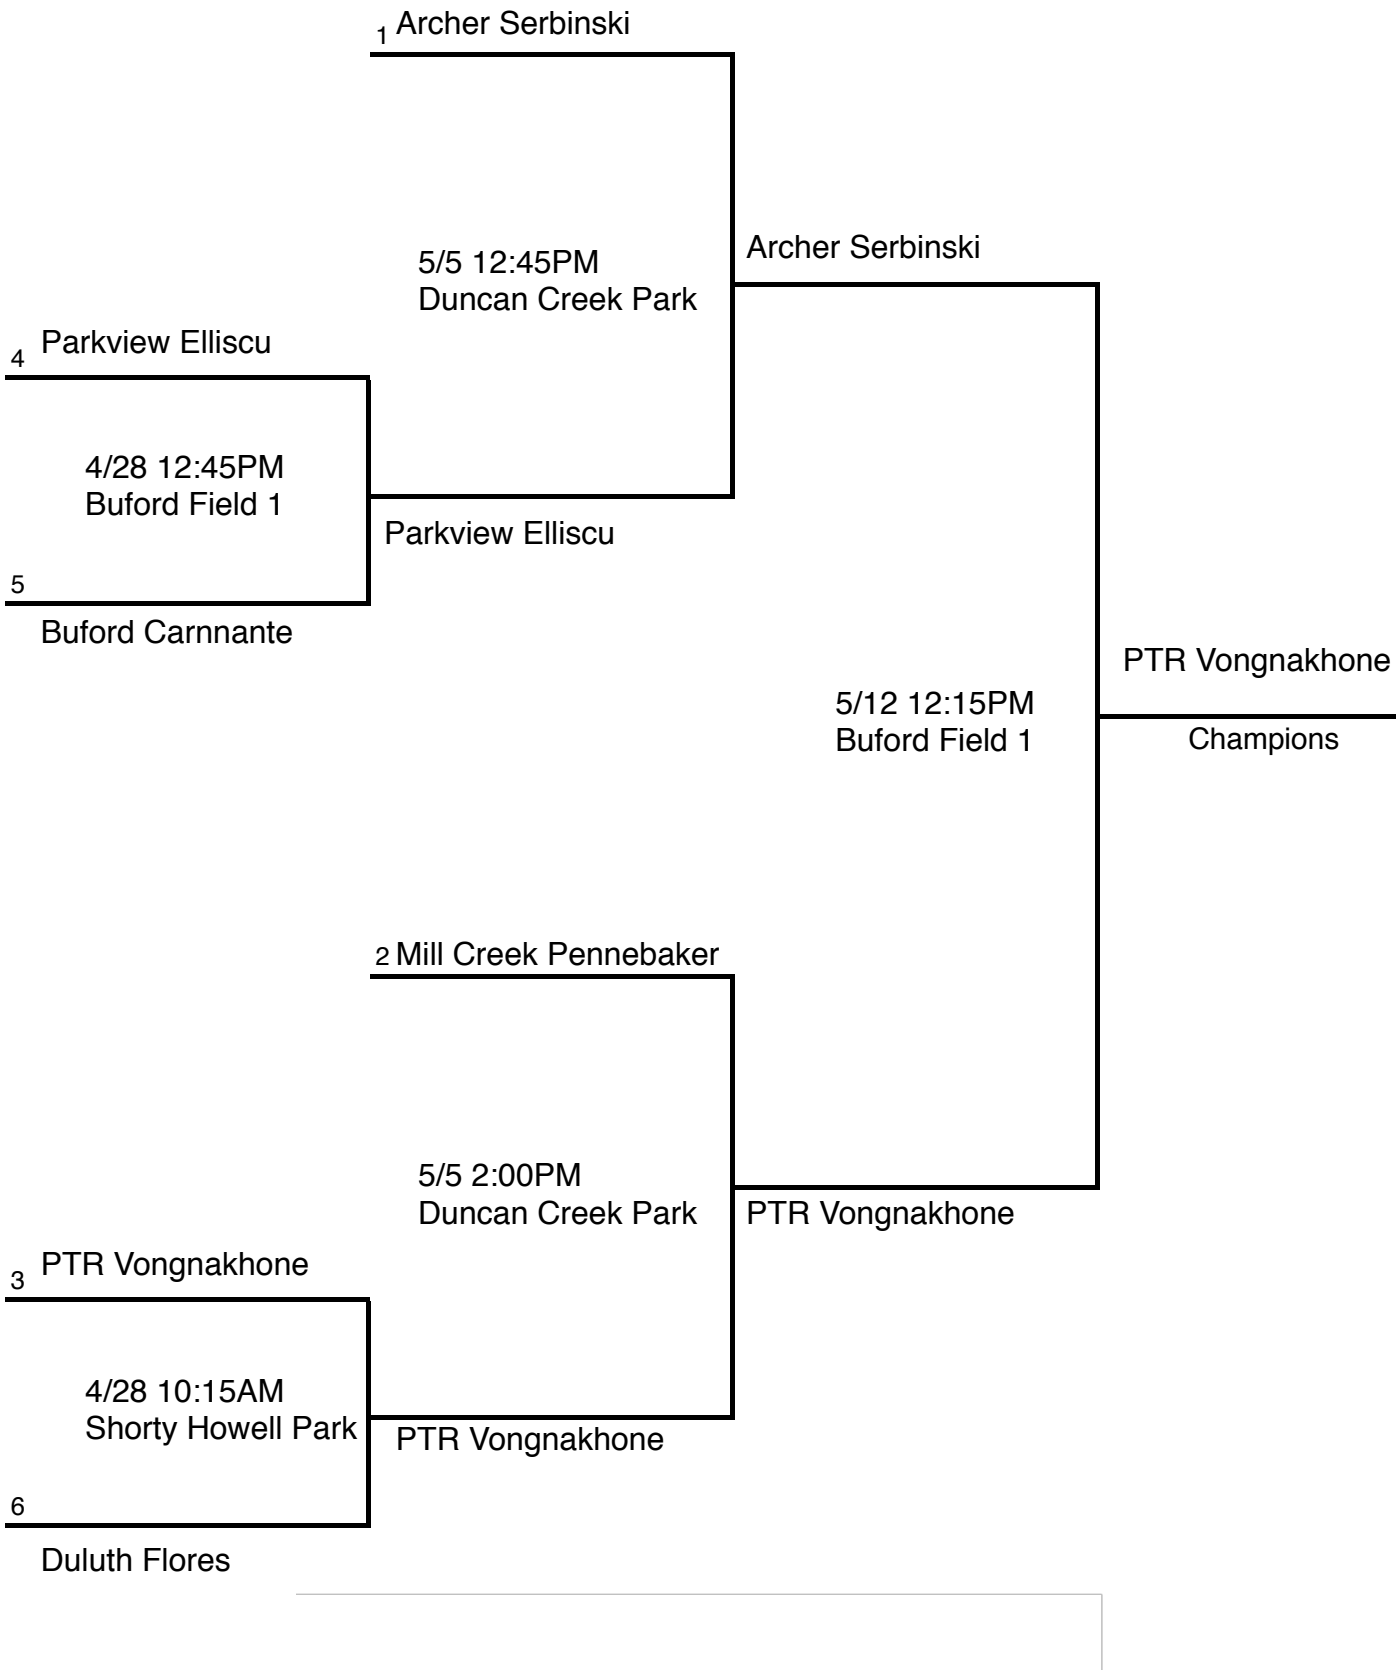 1 Archer Serbinski
Archer Serbinski
5/5 12:45PM
Duncan Creek Park
4 Parkview Elliscu
4/28 12:45PM
Buford Field 1
Parkview Elliscu
5
Buford Carnnante
PTR Vongnakhone
Champions
5/12 12:15PM
Buford Field 1
2 Mill Creek Pennebaker
5/5 2:00PM
Duncan Creek Park
PTR Vongnakhone
3 PTR Vongnakhone
4/28 10:15AM
Shorty Howell Park
PTR Vongnakhone
6
Duluth Flores